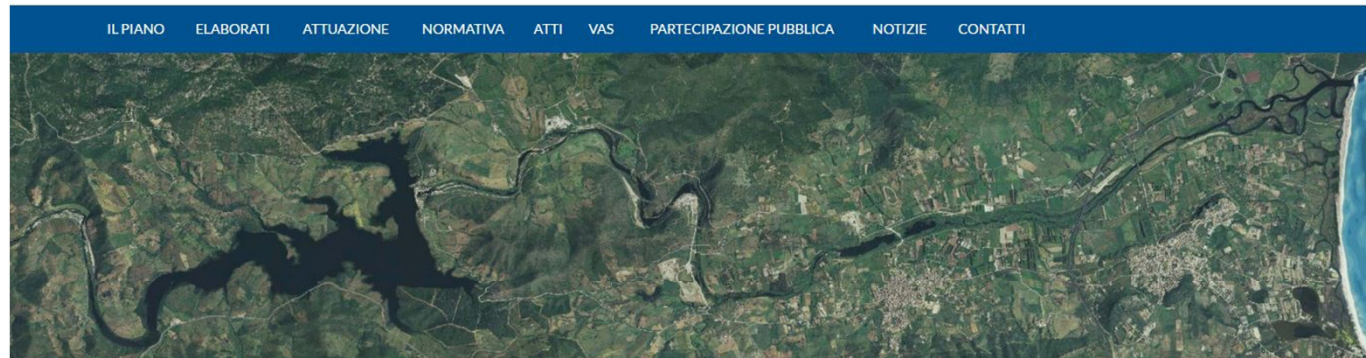 IL PIANO ELABORATI ATTUAZIONE NORMATIVA ATTI VAS PARTECIPAZIONE PUBBLICA NOTIZIE CONTATTI